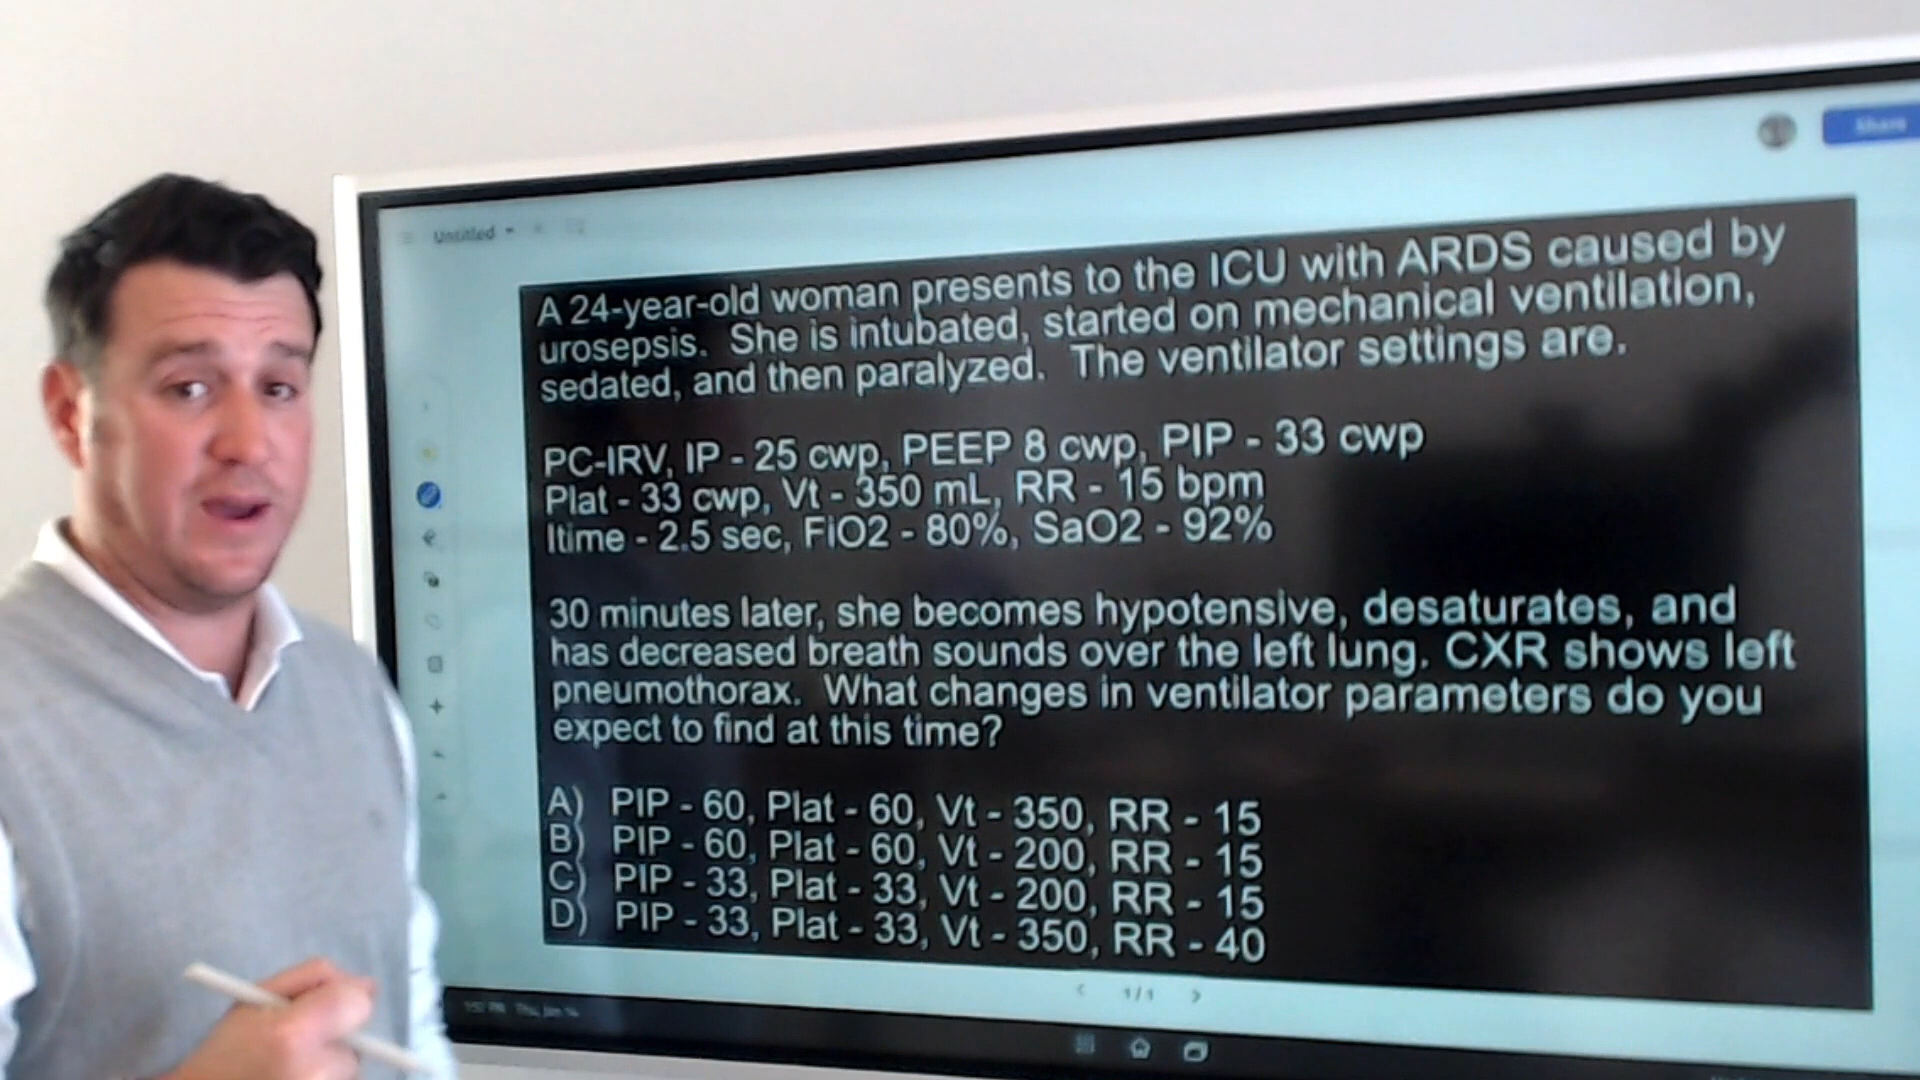 Share
Untitled
A 24-year-old woman presents to the ICU with ARDS caused by
urosepsis. She is intubated, started on mechanical ventilation,
sedated, and then paralyzed. The ventilator settings are.
PC-IRV, IP - 25 cwp, PEEP 8 cwp, PIP - 33 cwp
Plat - 33 cwp, Vt - 350 mL, RR - 15 bpm
Itime - 2.5 sec, FiO2 - 80%, SaO2 - 92%
30 minutes later, she becomes hypotensive, desaturates, and
has decreased breath sounds over the left lung. CXR shows left
pneumothorax. What changes in ventilator parameters do you
expect to find at this time?
A) PIP - 60, Plat - 60, Vt - 350, RR - 15
B) PIP - 60, Plat - 60, Vt - 200, RR - 15
C) PIP - 33, Plat - 33, Vt - 200, RR - 15
D) PIP - 33, Plat - 33, Vt - 350, RR - 40
1/1